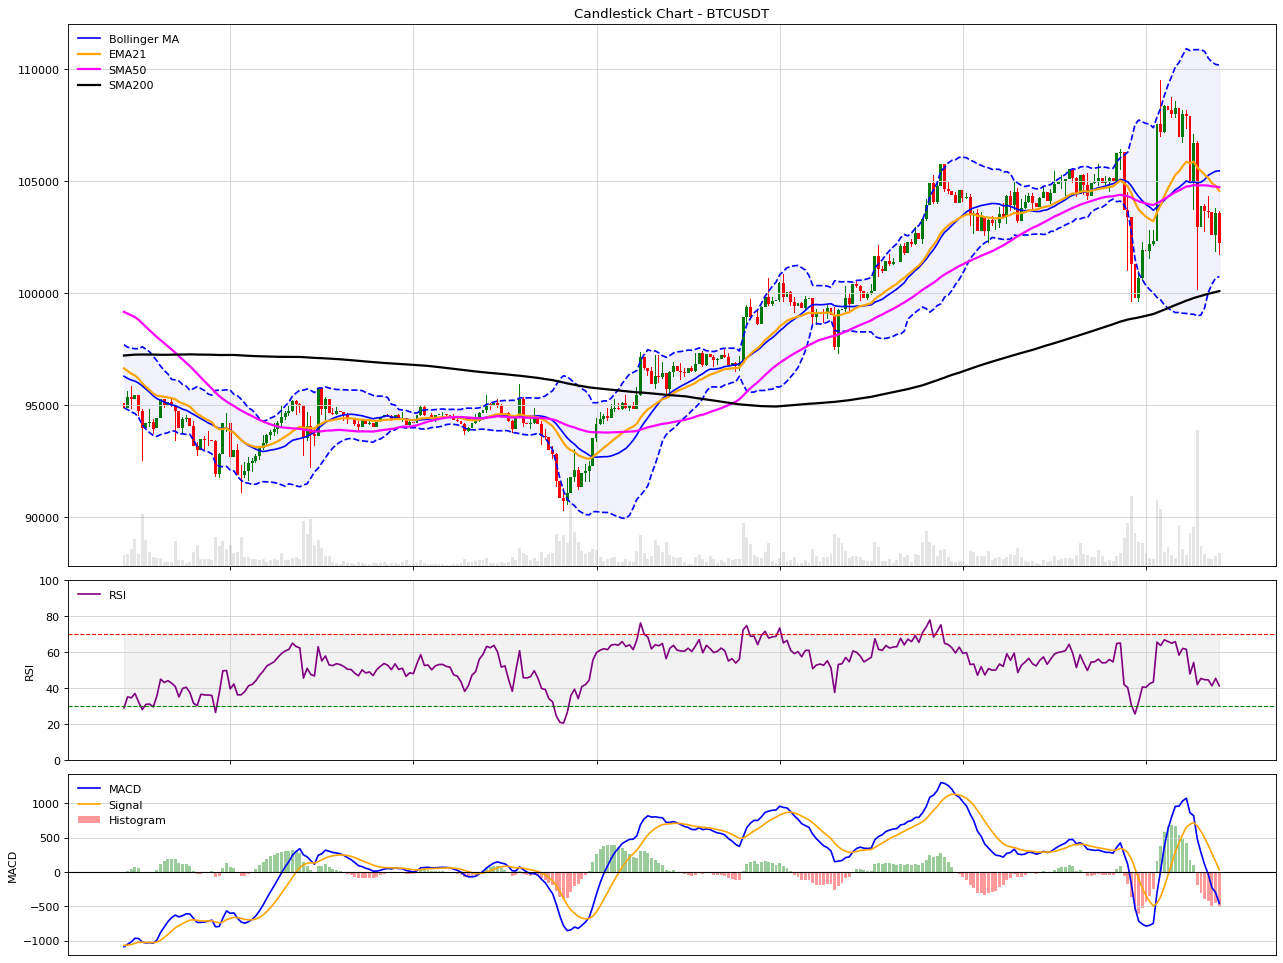 Candlestick Chart - BTCUSDT
Bollinger MA
EMA21
SMA50
SMA200
110000
105000
100000
95000
90000
RSI
100
80
60
40
20
0
RSI
MACD
Signal
Histogram
1000
500
0
−500
−1000
MACD